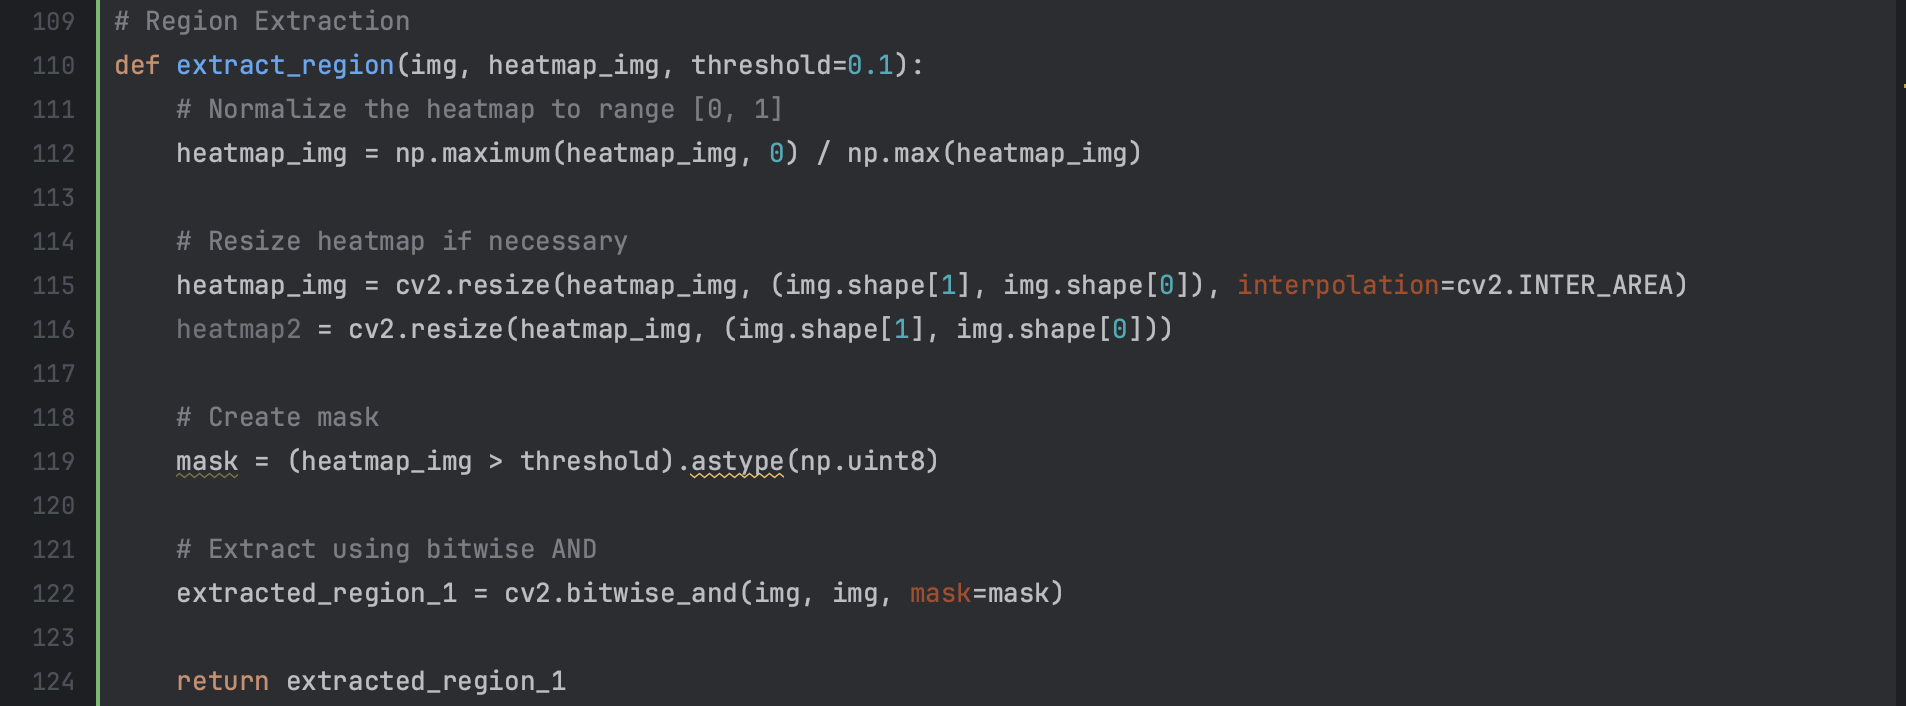 109 # Region Extraction
110 def extract_region(img, heatmap_img, threshold=0.1):
111     # Normalize the heatmap to range [0, 1]
112     heatmap_img = np.maximum(heatmap_img, 0) / np.max(heatmap_img)
113
114     # Resize heatmap if necessary
115     heatmap_img = cv2.resize(heatmap_img, (img.shape[1], img.shape[0]), interpolation=cv2.INTER_AREA)
116     heatmap2 = cv2.resize(heatmap_img, (img.shape[1], img.shape[0]))
117
118     # Create mask
119     mask = (heatmap_img > threshold).astype(np.uint8)
120
121     # Extract using bitwise AND
122     extracted_region_1 = cv2.bitwise_and(img, img, mask=mask)
123
124     return extracted_region_1